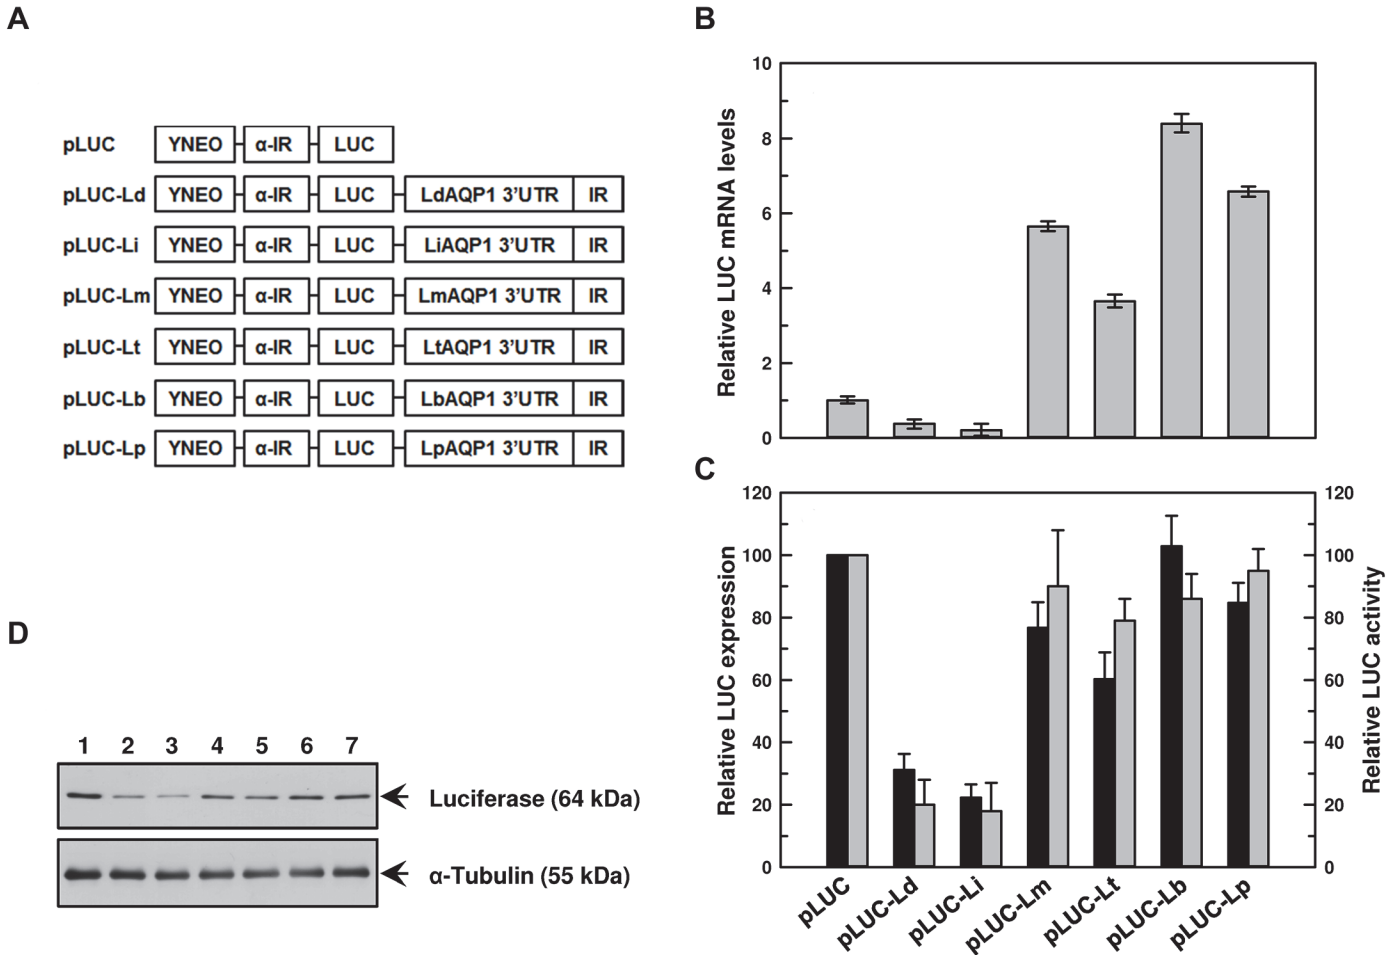 A
pLUC YNEO α-IR LUC
pLUC-Ld YNEO α-IR LUC LdAQP1 3'UTR IR
pLUC-Li YNEO α-IR LUC LiAQP1 3'UTR IR
pLUC-Lm YNEO α-IR LUC LmAQP1 3'UTR IR
pLUC-Lt YNEO α-IR LUC LtAQP1 3'UTR IR
pLUC-Lb YNEO α-IR LUC LbAQP1 3'UTR IR
pLUC-Lp YNEO α-IR LUC LpAQP1 3'UTR IR
B
Relative LUC mRNA levels
10
8
6
4
2
0
C
Relative LUC expression
120
100
80
60
40
20
0
120
100
80
60
40
20
0
Relative LUC activity
pLUC
pLUC-Ld
pLUC-Li
pLUC-Lm
pLUC-Lt
pLUC-Lb
pLUC-Lp
D
1 2 3 4 5 6 7
Luciferase (64 kDa)
α-Tubulin (55 kDa)